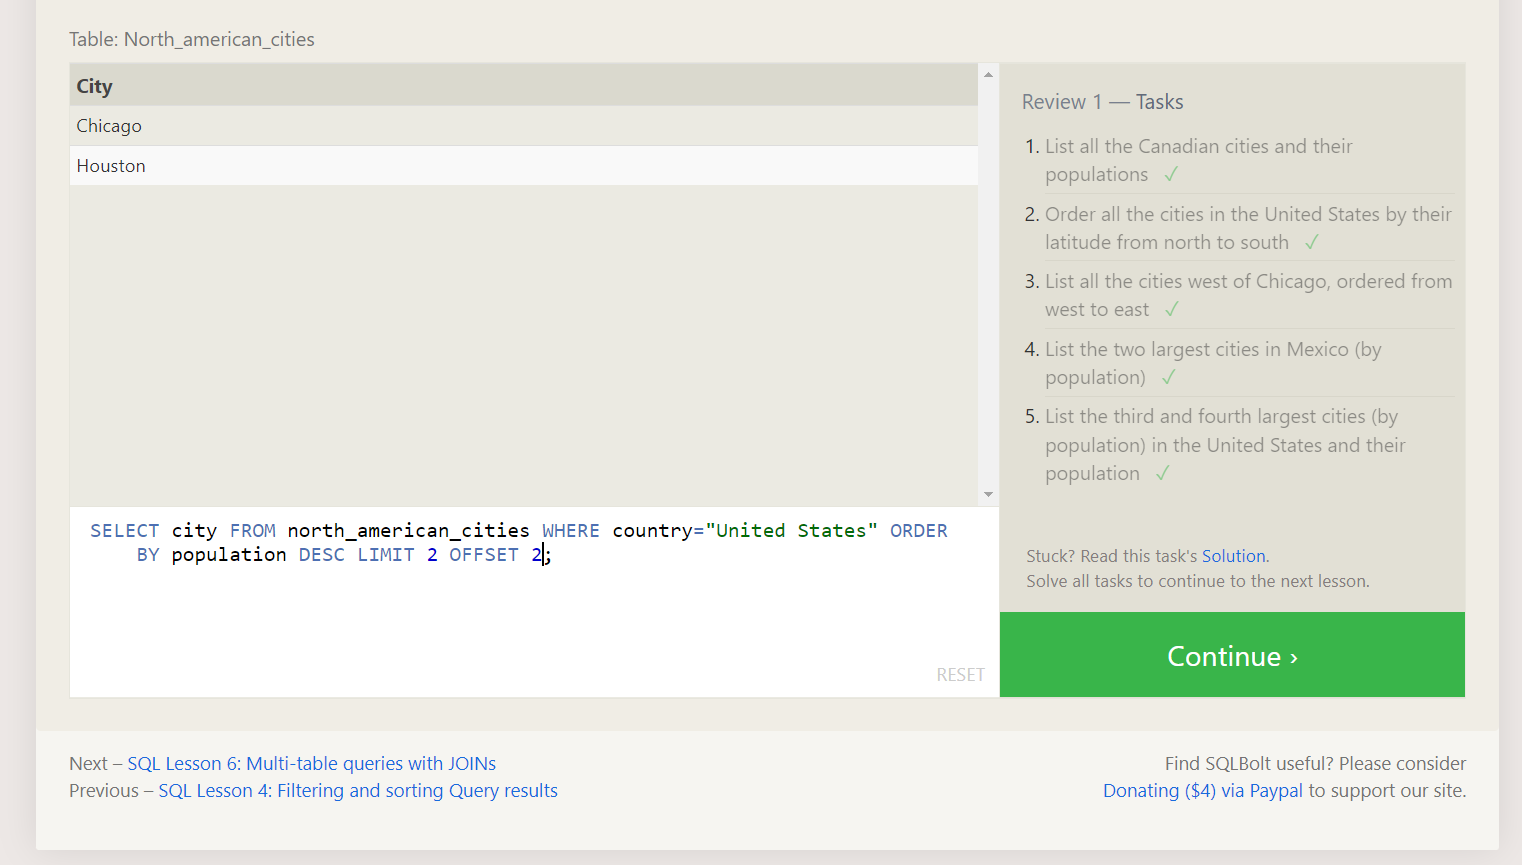 Table: North_american_cities
City
Chicago
Houston
SELECT city FROM north_american_cities WHERE country="United States" ORDER
BY population DESC LIMIT 2 OFFSET 2;
RESET
Review 1 — Tasks
1. List all the Canadian cities and their
populations ✓
2. Order all the cities in the United States by their
latitude from north to south ✓
3. List all the cities west of Chicago, ordered from
west to east ✓
4. List the two largest cities in Mexico (by
population) ✓
5. List the third and fourth largest cities (by
population) in the United States and their
population ✓
Stuck? Read this task's Solution.
Solve all tasks to continue to the next lesson.
Continue ›
Next – SQL Lesson 6: Multi-table queries with JOINs
Previous – SQL Lesson 4: Filtering and sorting Query results
Find SQLBolt useful? Please consider
Donating ($4) via Paypal to support our site.